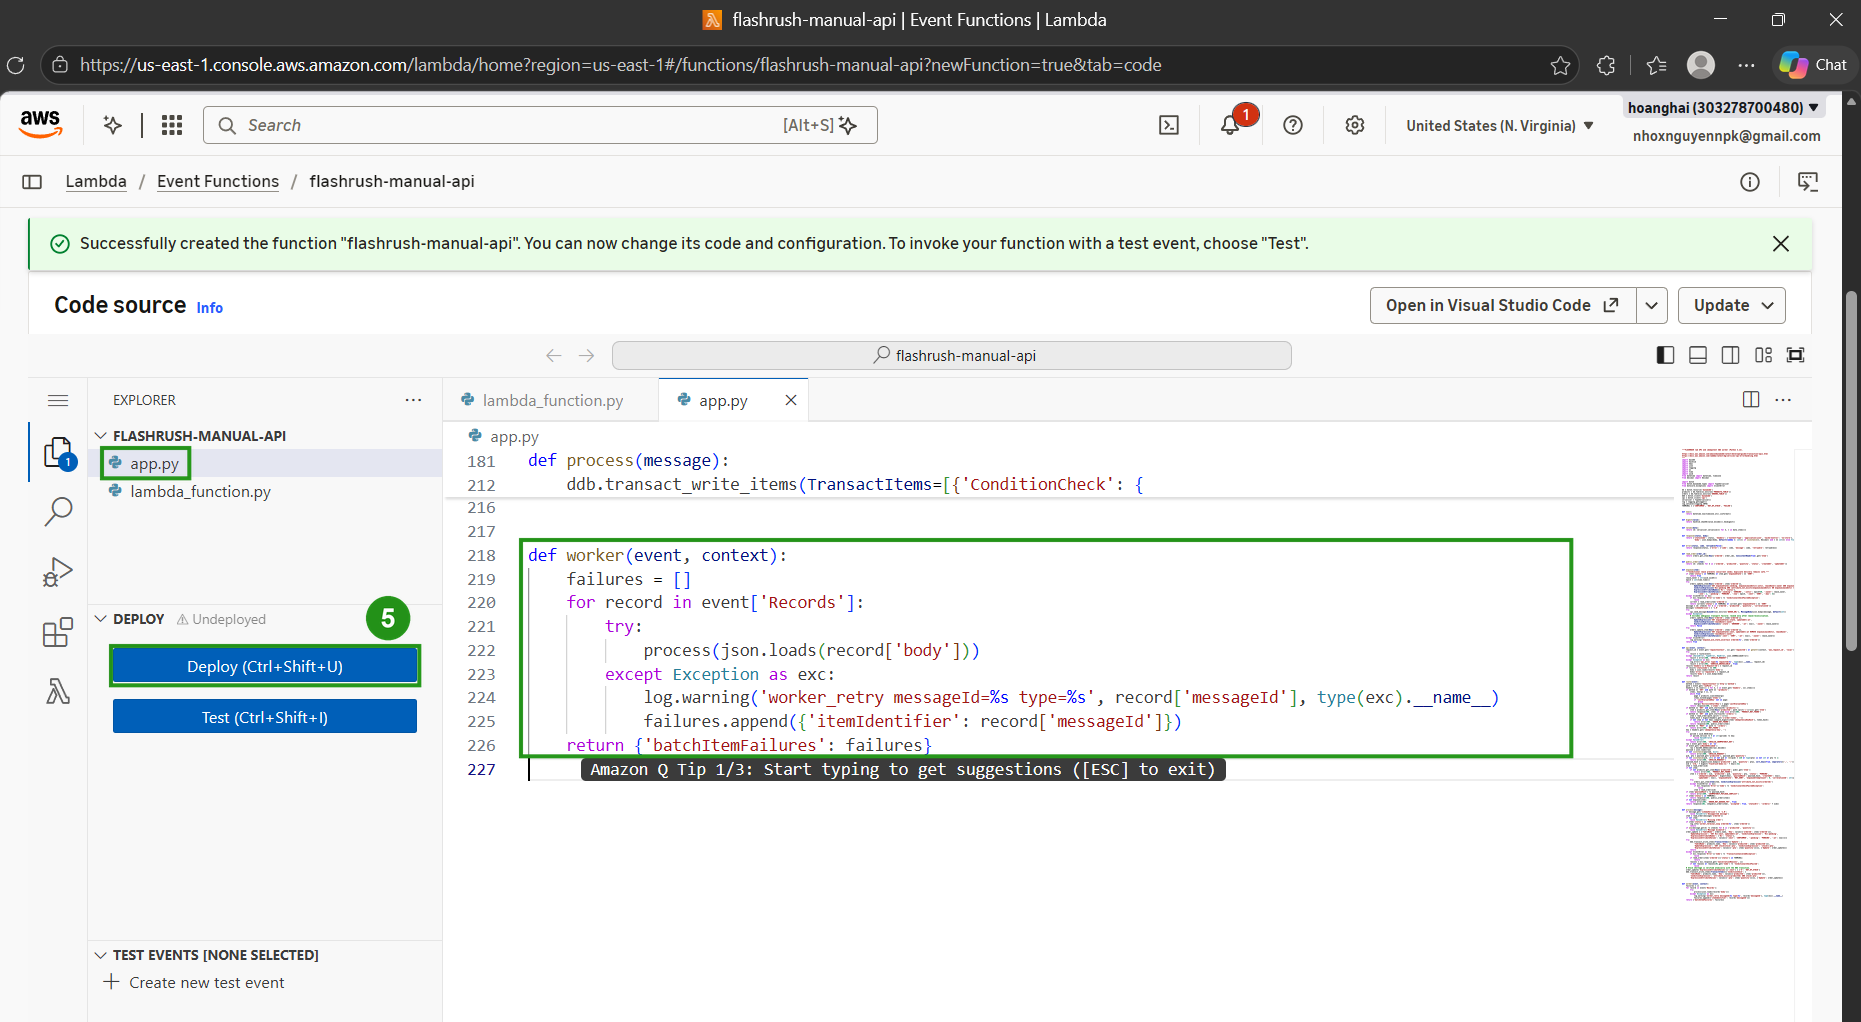 flashrush-manual-api | Event Functions | Lambda
https://us-east-1.console.aws.amazon.com/lambda/home?region=us-east-1#/functions/flashrush-manual-api?newFunction=true&tab=code
Chat
aws
Search
[Alt+S]
1
United States (N. Virginia)
hoanghai (303278700480)
nhoxnguyennpk@gmail.com
Lambda / Event Functions / flashrush-manual-api
Successfully created the function "flashrush-manual-api". You can now change its code and configuration. To invoke your function with a test event, choose "Test".
Code source Info
Open in Visual Studio Code
Update
flashrush-manual-api
EXPLORER
lambda_function.py
app.py
FLASHRUSH-MANUAL-API
app.py
lambda_function.py
1
DEPLOY Undeployed
5
Deploy (Ctrl+Shift+U)
Test (Ctrl+Shift+I)
TEST EVENTS [NONE SELECTED]
Create new test event
app.py
181 def process(message):
212 ddb.transact_write_items(TransactItems=[{'ConditionCheck': {
216
217
218 def worker(event, context):
219 failures = []
220 for record in event['Records']:
221 try:
222 process(json.loads(record['body']))
223 except Exception as exc:
224 log.warning('worker_retry messageId=%s type=%s', record['messageId'], type(exc).__name__)
225 failures.append({'itemIdentifier': record['messageId']})
226 return {'batchItemFailures': failures}
227
Amazon Q Tip 1/3: Start typing to get suggestions ([ESC] to exit)